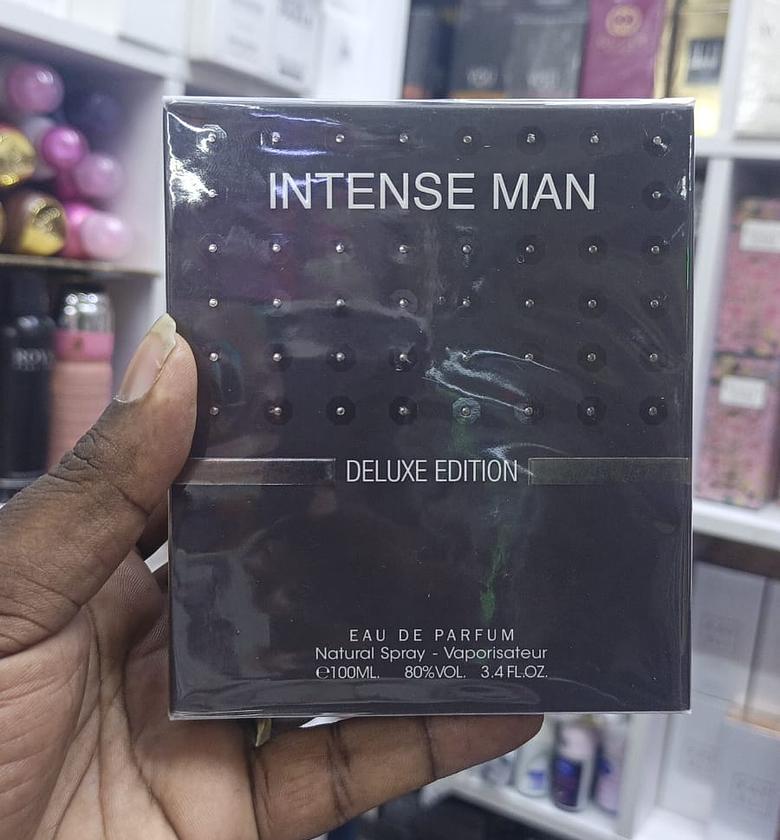 INTENSE MAN
DELUXE EDITION
EAU DE PARFUM
Natural Spray - Vaporisateur
℮100ML. 80%VOL. 3.4 FL.OZ.